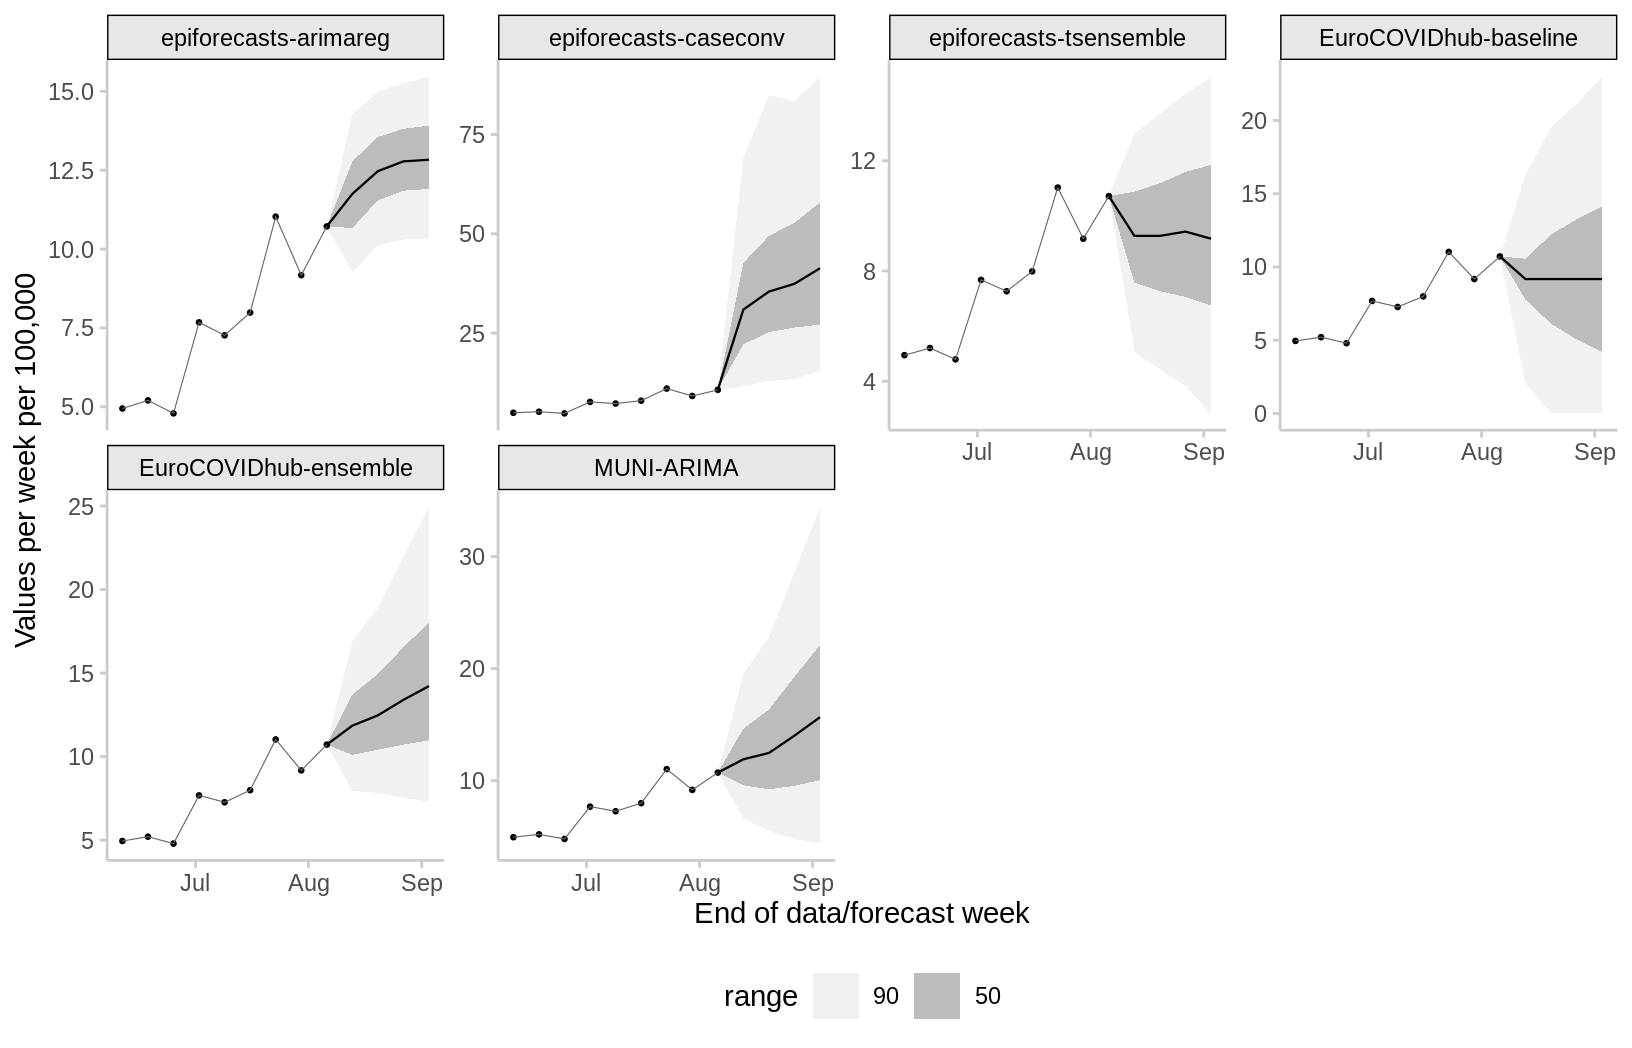 epiforecasts-arimareg
epiforecasts-caseconv
epiforecasts-tsensemble
EuroCOVIDhub-baseline
15.0
12.5
10.0
7.5
5.0
75
50
25
12
8
4
20
15
10
5
0
Jul Aug Sep
Jul Aug Sep
EuroCOVIDhub-ensemble
MUNI-ARIMA
25
20
15
10
5
30
20
10
Jul Aug Sep
Jul Aug Sep
Values per week per 100,000
End of data/forecast week
range 90 50